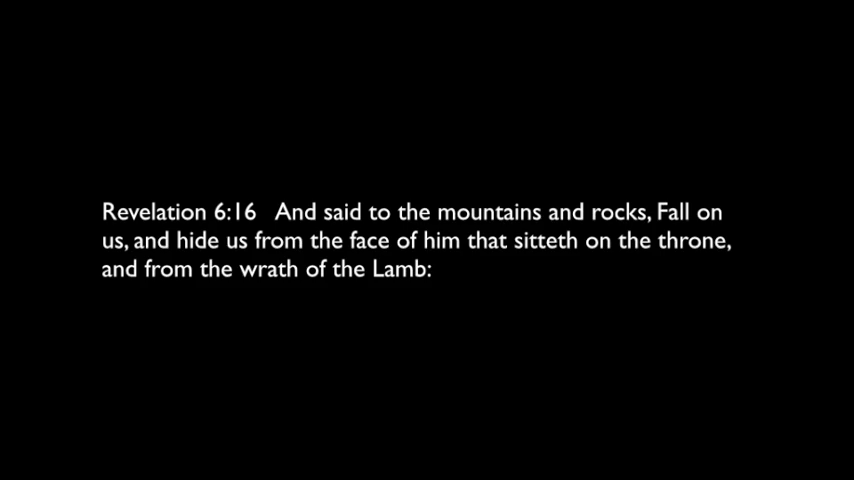 Revelation 6:16 And said to the mountains and rocks, Fall on
us, and hide us from the face of him that sitteth on the throne,
and from the wrath of the Lamb: